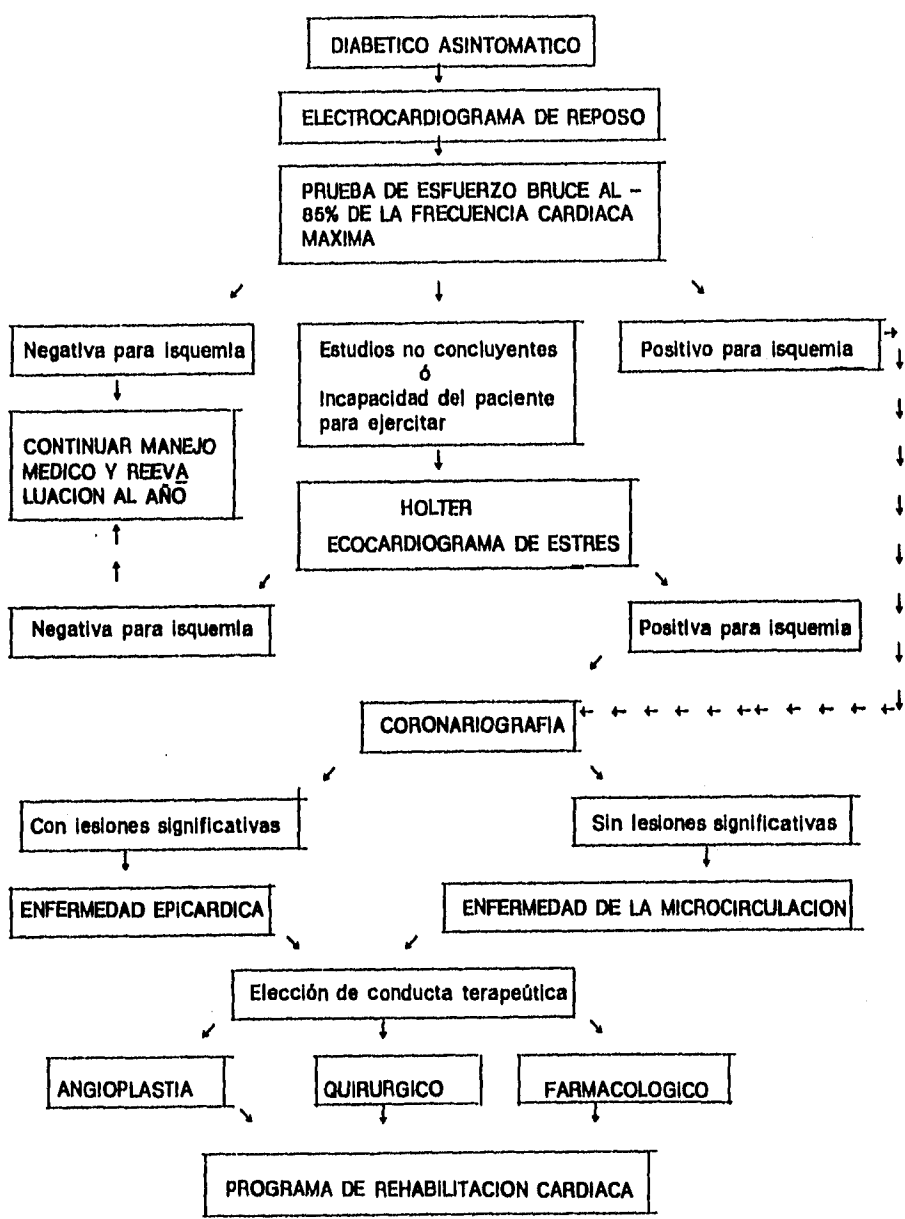 DIABETICO ASINTOMATICO
ELECTROCARDIOGRAMA DE REPOSO
PRUEBA DE ESFUERZO BRUCE AL -
85% DE LA FRECUENCIA CARDIACA
MAXIMA
Negativa para isquemia
Estudios no concluyentes
ó
Incapacidad del paciente
para ejercitar
Positivo para isquemia
CONTINUAR MANEJO
MEDICO Y REEVA
LUACION AL AÑO
HOLTER
ECOCARDIOGRAMA DE ESTRES
Negativa para isquemia
Positiva para isquemia
CORONARIOGRAFIA
Con lesiones significativas
Sin lesiones significativas
ENFERMEDAD EPICARDICA
ENFERMEDAD DE LA MICROCIRCULACION
Elección de conducta terapeútica
ANGIOPLASTIA
QUIRURGICO
FARMACOLOGICO
PROGRAMA DE REHABILITACION CARDIACA